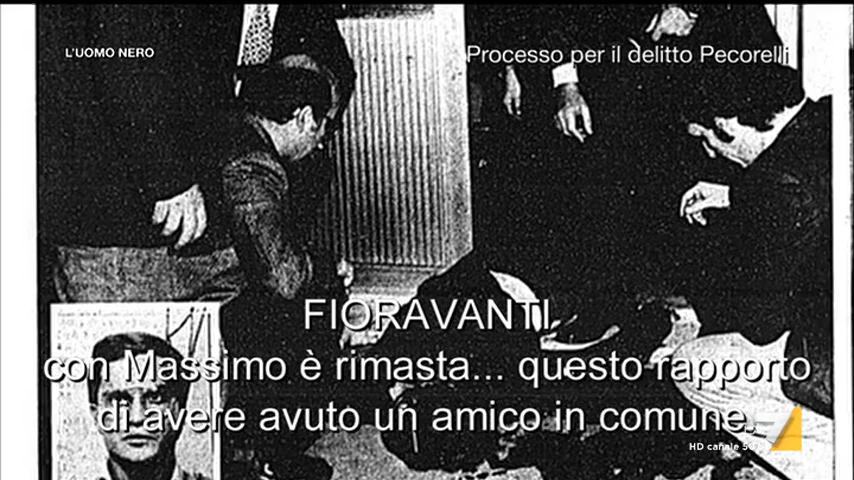 L'UOMO NERO
Processo per il delitto Pecorelli
FIORAVANTI
con Massimo è rimasta... questo rapporto
di avere avuto un amico in comune.
HD canale